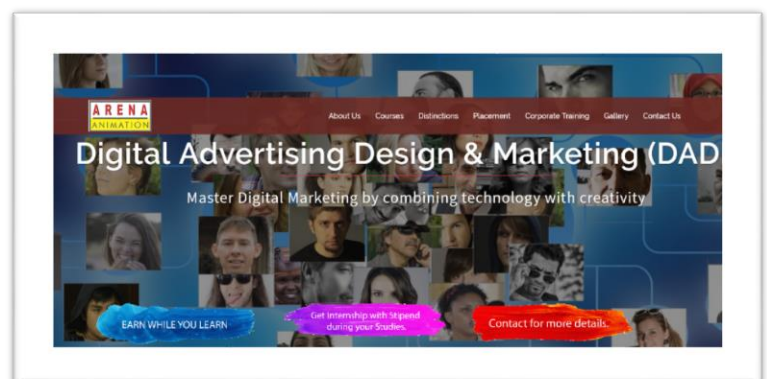 ARENA
ANIMATION
About Us Courses Distinctions Placement Corporate Training Gallery Contact Us
Digital Advertising Design & Marketing (DAD
Master Digital Marketing by combining technology with creativity
EARN WHILE YOU LEARN
Get Internship with Stipend
during your Studies.
Contact for more details.